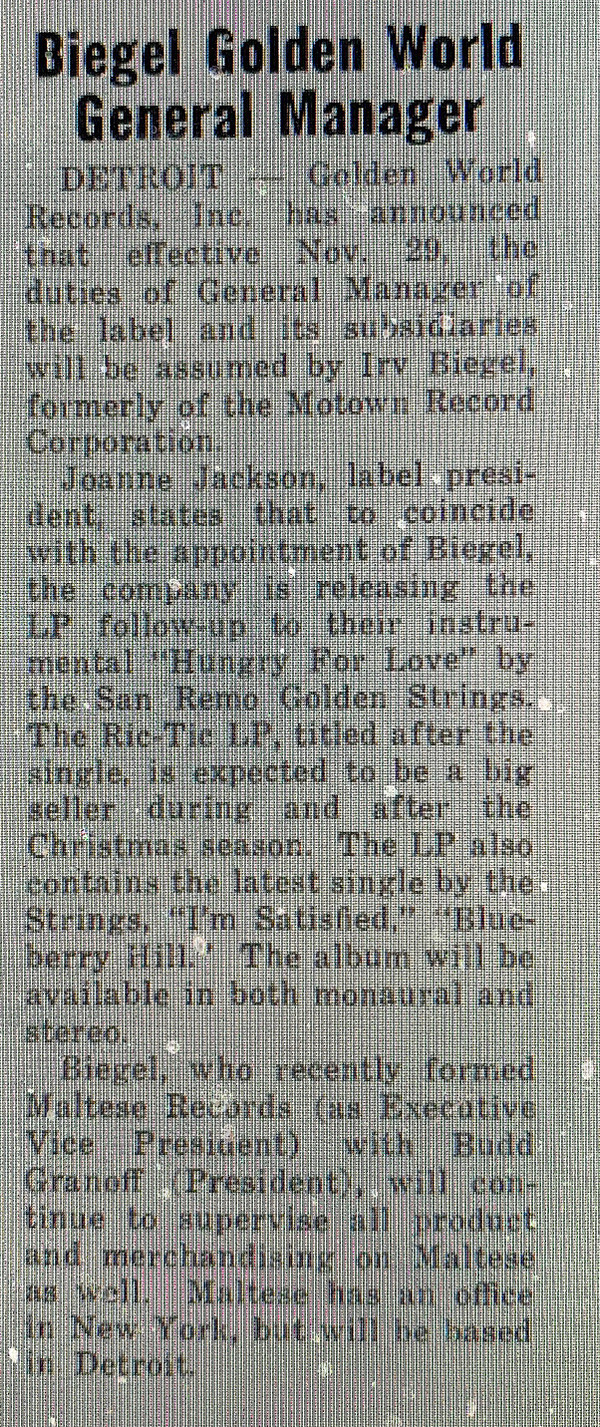 Biegel Golden World
General Manager
DETROIT — Golden World
Records, Inc. has announced
that effective Nov. 29, the
duties of General Manager of
the label and its subsidiaries
will be assumed by Irv Biegel,
formerly of the Motown Record
Corporation.
Joanne Jackson, label presi-
dent, states that to coincide
with the appointment of Biegel,
the company is releasing the
LP follow-up to their instru-
mental "Hungry For Love" by
the San Remo Golden Strings.
The Ric-Tic LP, titled after the
single, is expected to be a big
seller during and after the
Christmas season. The LP also
contains the latest single by the
Strings, "I'm Satisfied," "Blue-
berry Hill." The album will be
available in both monaural and
stereo.
Biegel, who recently formed
Maltese Records (as Executive
Vice President) with Budd
Granoff (President), will con-
tinue to supervise all product
and merchandising on Maltese
as well. Maltese has an office
in New York, but will be based
in Detroit.